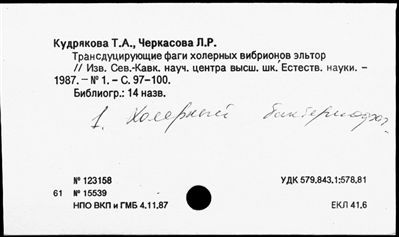 Кудрякова Т.А., Черкасова Л.Р.
Трансдуцирующие фаги холерных вибрионов эльтор
// Изв. Сев.-Кавк. науч. центра высш. шк. Естеств. науки. –
1987. – № 1. – С. 97–100.
Библиогр.: 14 назв.
1. Холерный бактериофаг
№ 123158 УДК 579,843.1;578,81
61 № 15539
НПО ВКП и ГМБ 4.11.87 ЕКЛ 41.6